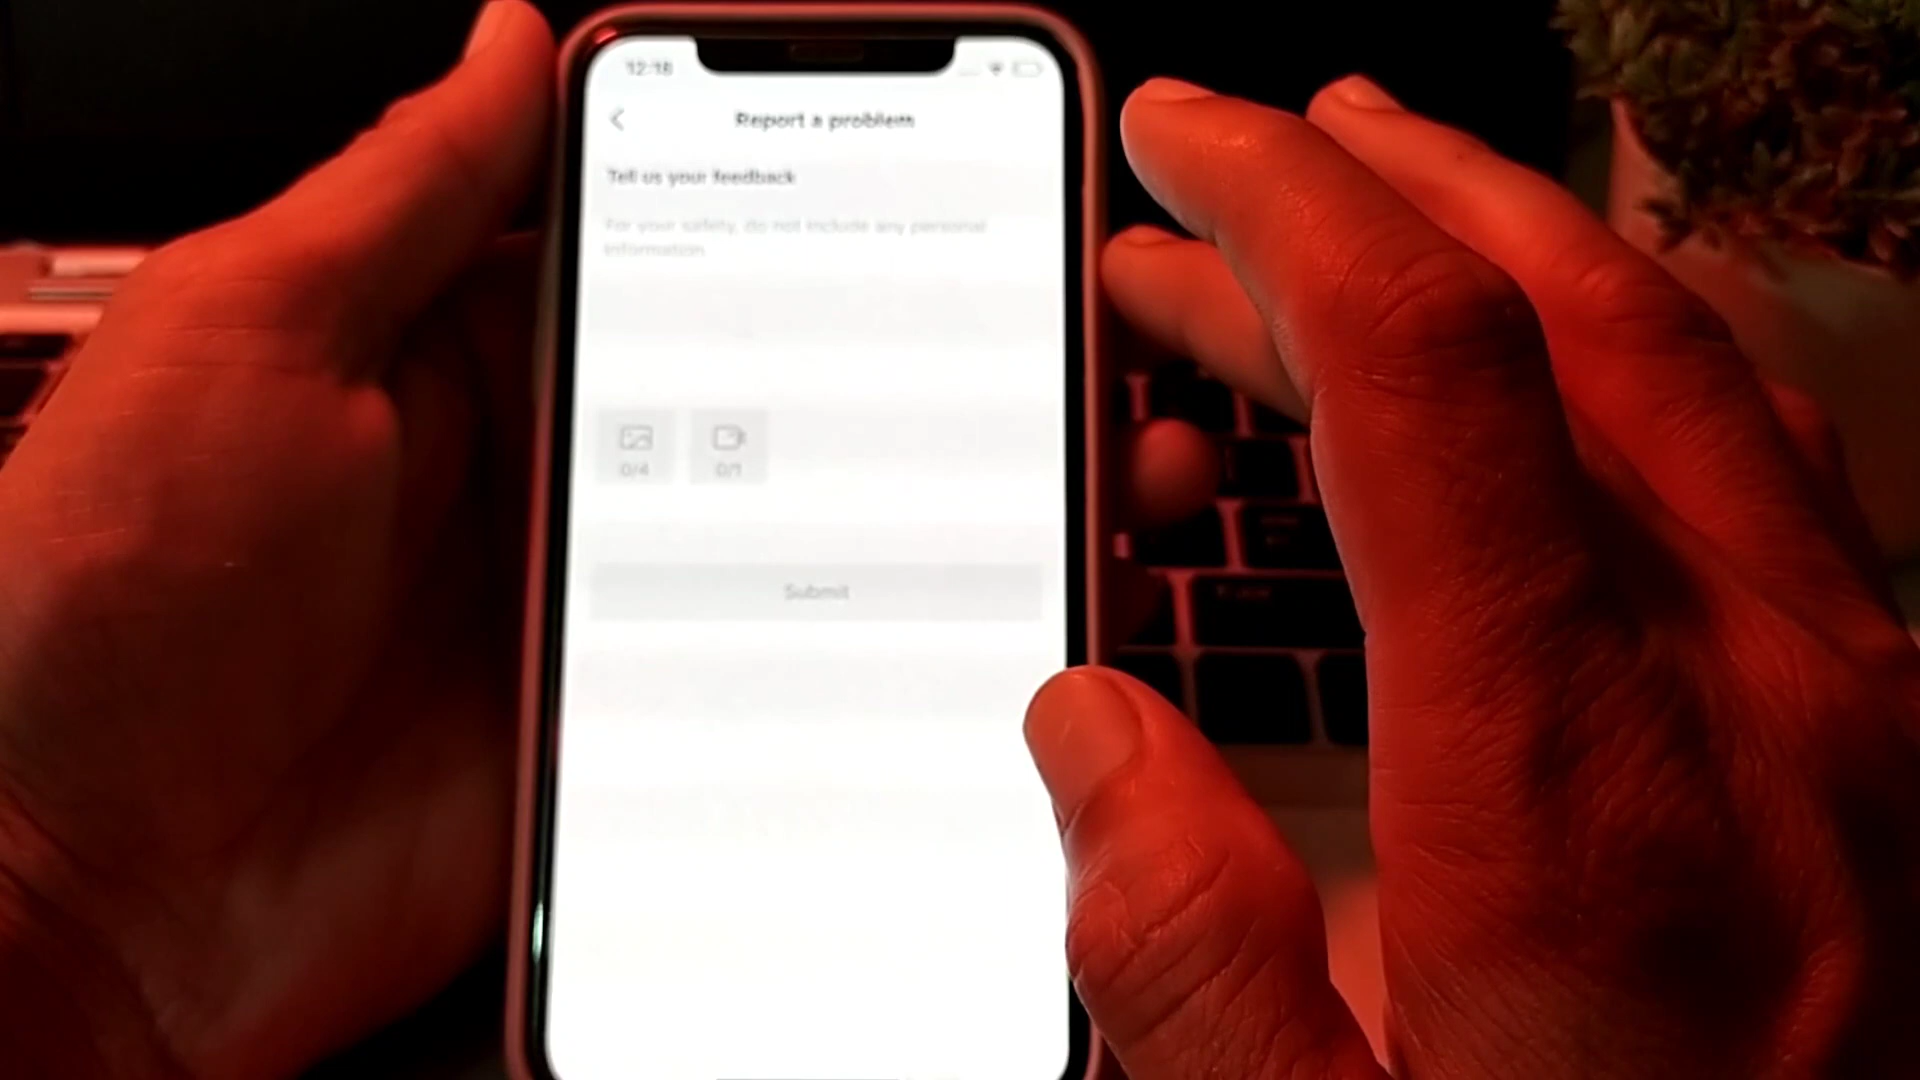 12:18
Report a problem
Tell us your feedback
For your safety, do not include any personal
information.
0/4
0/1
Submit